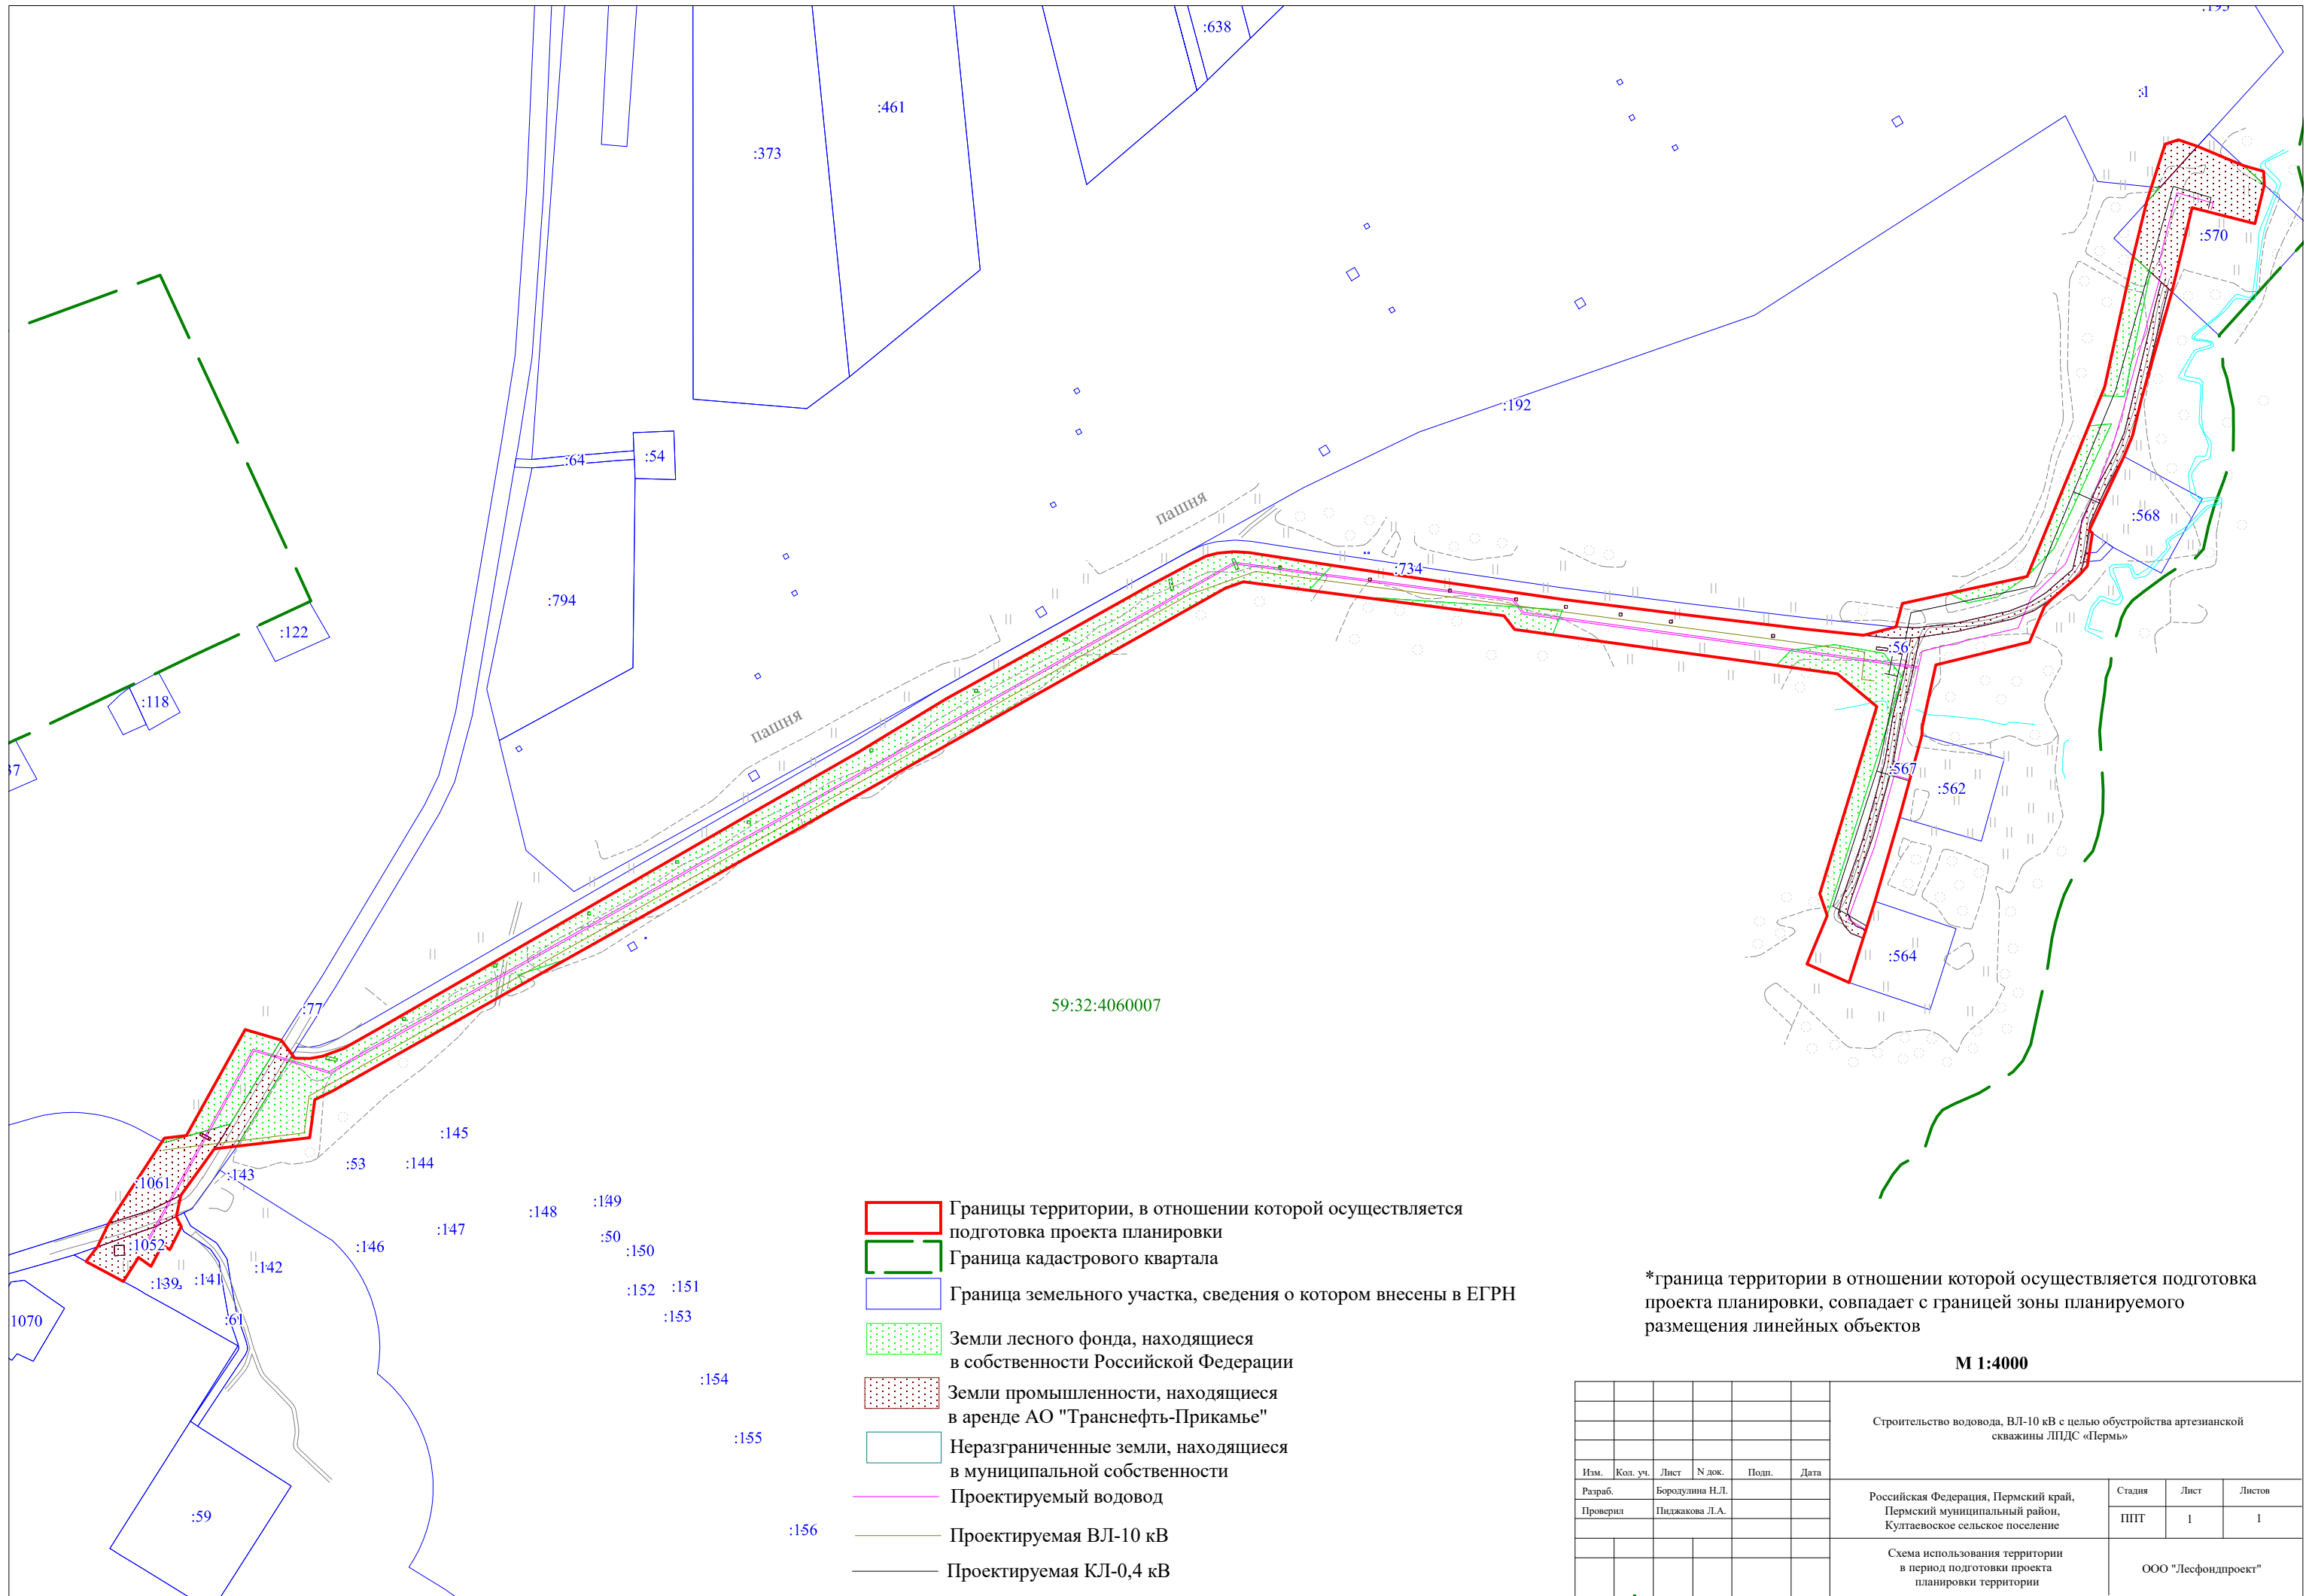 :195
:638
:1
:461
:373
:570
:192
:64
:54
:568
пашня
:734
:794
:122
:56
:118
пашня
:567
37
:562
:564
59:32:4060007
:77
:145
:53
:144
:143
:1061
:149
:148
:147
:50
:146
:150
:1052
:142
:139
:141
:152
:151
:153
:61
1070
:154
:155
:59
:156
Границы территории, в отношении которой осуществляется
подготовка проекта планировки
Граница кадастрового квартала
Граница земельного участка, сведения о котором внесены в ЕГРН
Земли лесного фонда, находящиеся
в собственности Российской Федерации
Земли промышленности, находящиеся
в аренде АО "Транснефть-Прикамье"
Неразграниченные земли, находящиеся
в муниципальной собственности
Проектируемый водовод
Проектируемая ВЛ-10 кВ
Проектируемая КЛ-0,4 кВ
*граница территории в отношении которой осуществляется подготовка
проекта планировки, совпадает с границей зоны планируемого
размещения линейных объектов
М 1:4000
Строительство водовода, ВЛ-10 кВ с целью обустройства артезианской
скважины ЛПДС «Пермь»
Изм. Кол. уч. Лист N док. Подп. Дата
Разраб. Бородулина Н.Л.
Проверил Пиджакова Л.А.
Российская Федерация, Пермский край,
Пермский муниципальный район,
Култаевоское сельское поселение
Стадия Лист Листов
ППТ 1 1
Схема использования территории
в период подготовки проекта
планировки территории
ООО "Лесфондпроект"